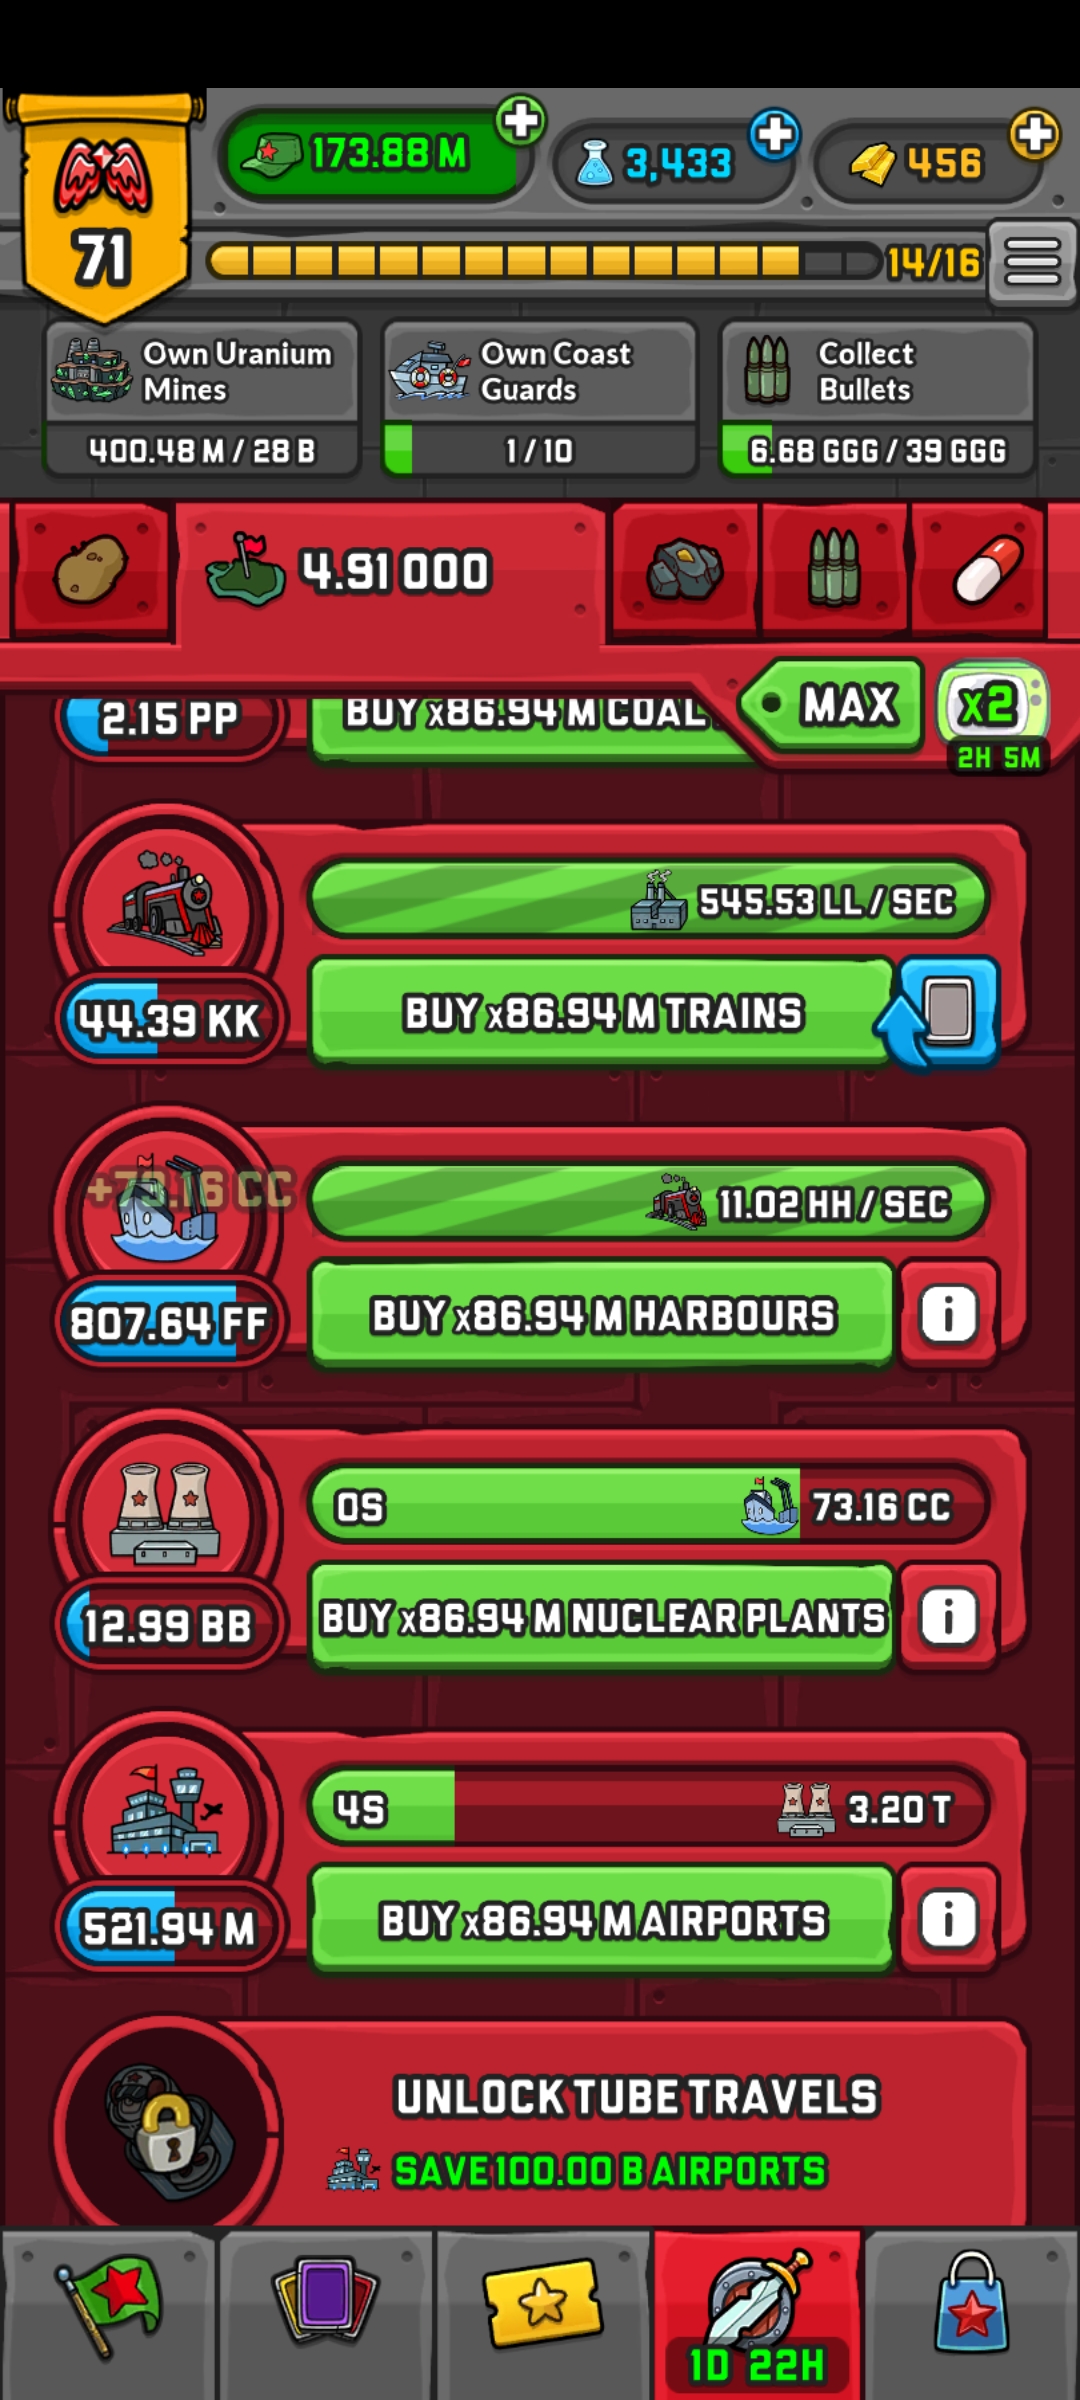 173.88 M
3,433
456
71
14/16
Own Uranium
Mines
400.48 M / 28 B
Own Coast
Guards
1 / 10
Collect
Bullets
6.68 GGG / 39 GGG
4.91 000
MAX
x2
2H 5M
2.15 PP
BUY x86.94 M COAL
545.53 LL / SEC
44.39 KK
BUY x86.94 M TRAINS
+73.16 CC
11.02 HH / SEC
807.64 FF
BUY x86.94 M HARBOURS
i
0S
73.16 CC
12.99 BB
BUY x86.94 M NUCLEAR PLANTS
i
4S
3.20 T
521.94 M
BUY x86.94 M AIRPORTS
i
UNLOCK TUBE TRAVELS
SAVE 100.00 B AIRPORTS
1D 22H